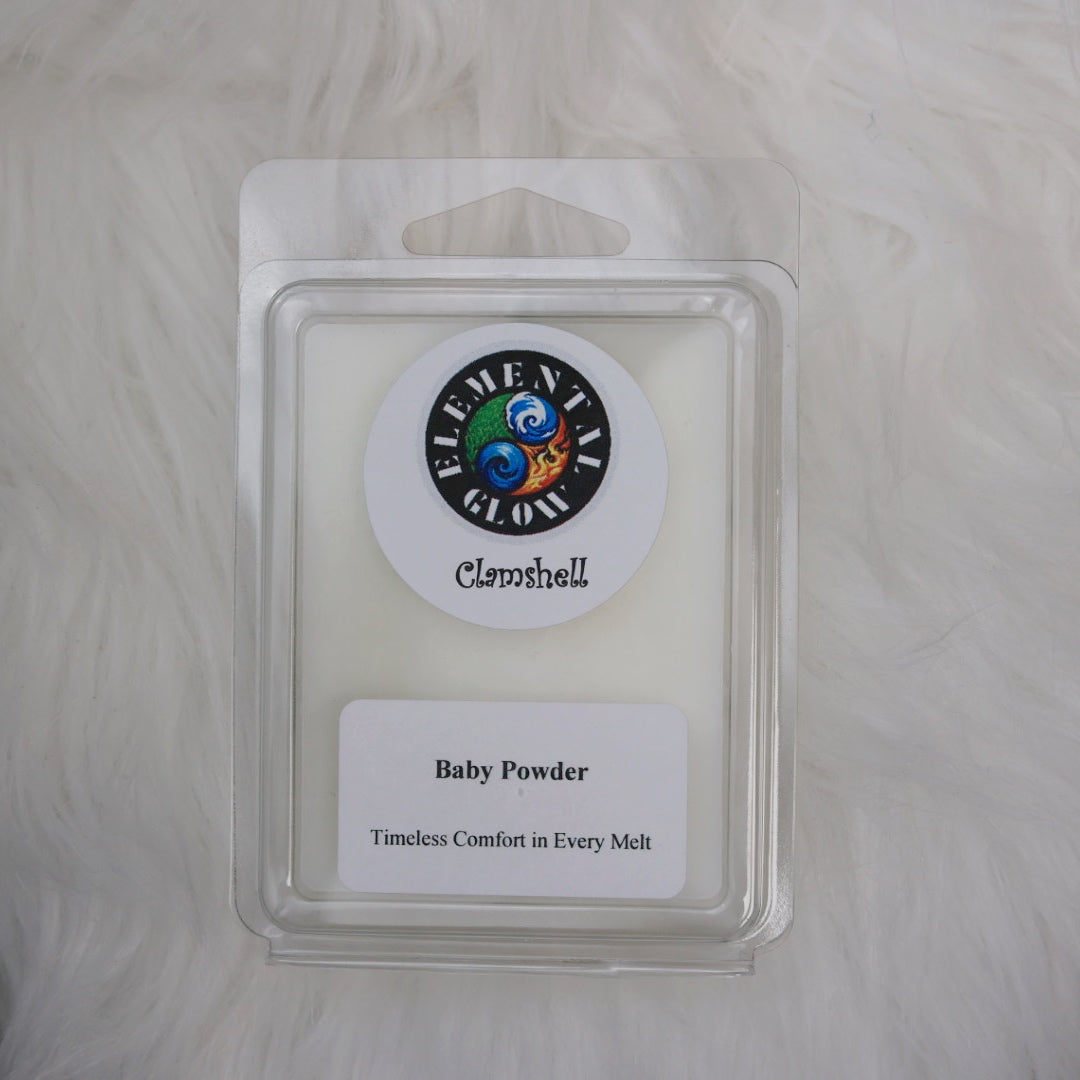 ELEMENTAL
GLOW
Clamshell
Baby Powder
Timeless Comfort in Every Melt